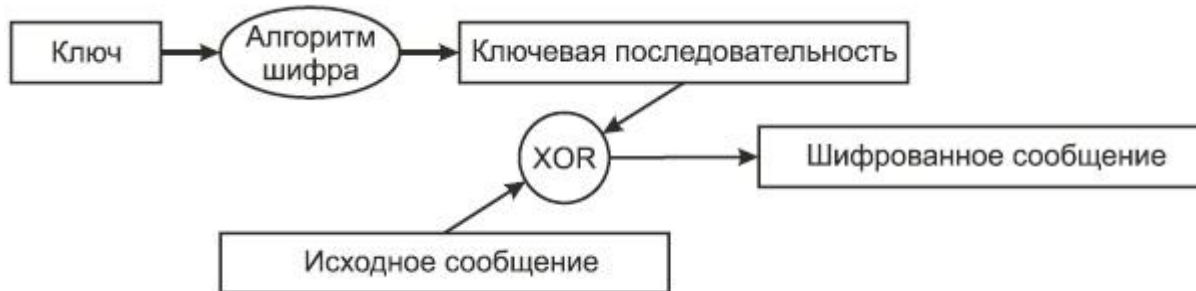 Ключ
Алгоритм
шифра
Ключевая последовательность
XOR
Шифрованное сообщение
Исходное сообщение